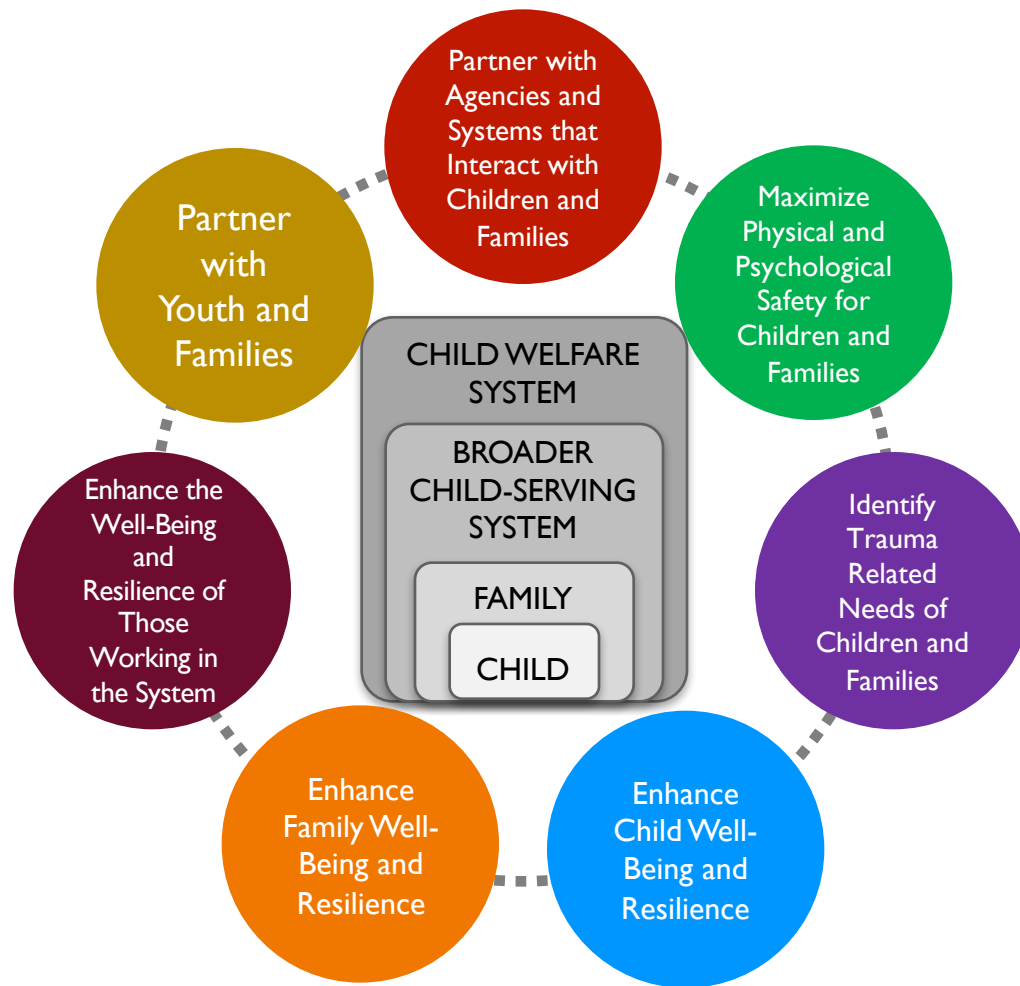 Partner with
Agencies and
Systems that
Interact with
Children and
Families
Maximize
Physical and
Psychological
Safety for
Children and
Families
Identify
Trauma
Related
Needs of
Children and
Families
Enhance
Child Well-
Being and
Resilience
Enhance
Family Well-
Being and
Resilience
Enhance the
Well-Being
and
Resilience of
Those
Working in
the System
Partner
with
Youth and
Families
CHILD WELFARE
SYSTEM
BROADER
CHILD-SERVING
SYSTEM
FAMILY
CHILD